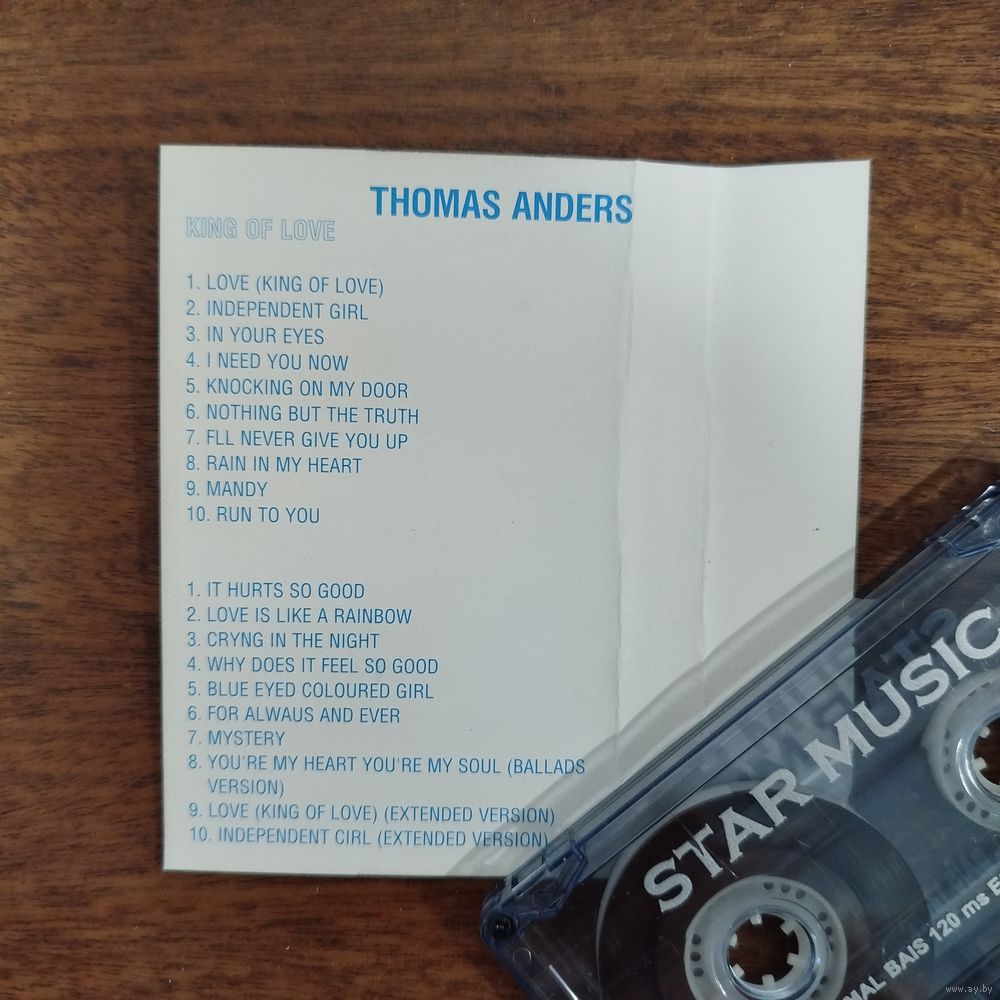 THOMAS ANDERS
KING OF LOVE
1. LOVE (KING OF LOVE)
2. INDEPENDENT GIRL
3. IN YOUR EYES
4. I NEED YOU NOW
5. KNOCKING ON MY DOOR
6. NOTHING BUT THE TRUTH
7. FLL NEVER GIVE YOU UP
8. RAIN IN MY HEART
9. MANDY
10. RUN TO YOU
1. IT HURTS SO GOOD
2. LOVE IS LIKE A RAINBOW
3. CRYNG IN THE NIGHT
4. WHY DOES IT FEEL SO GOOD
5. BLUE EYED COLOURED GIRL
6. FOR ALWAUS AND EVER
7. MYSTERY
8. YOU'RE MY HEART YOU'RE MY SOUL (BALLADS
VERSION)
9. LOVE (KING OF LOVE) (EXTENDED VERSION)
10. INDEPENDENT CIRL (EXTENDED VERSION)
STAR MUSIC
BAIS 120 ms
www.ay.by